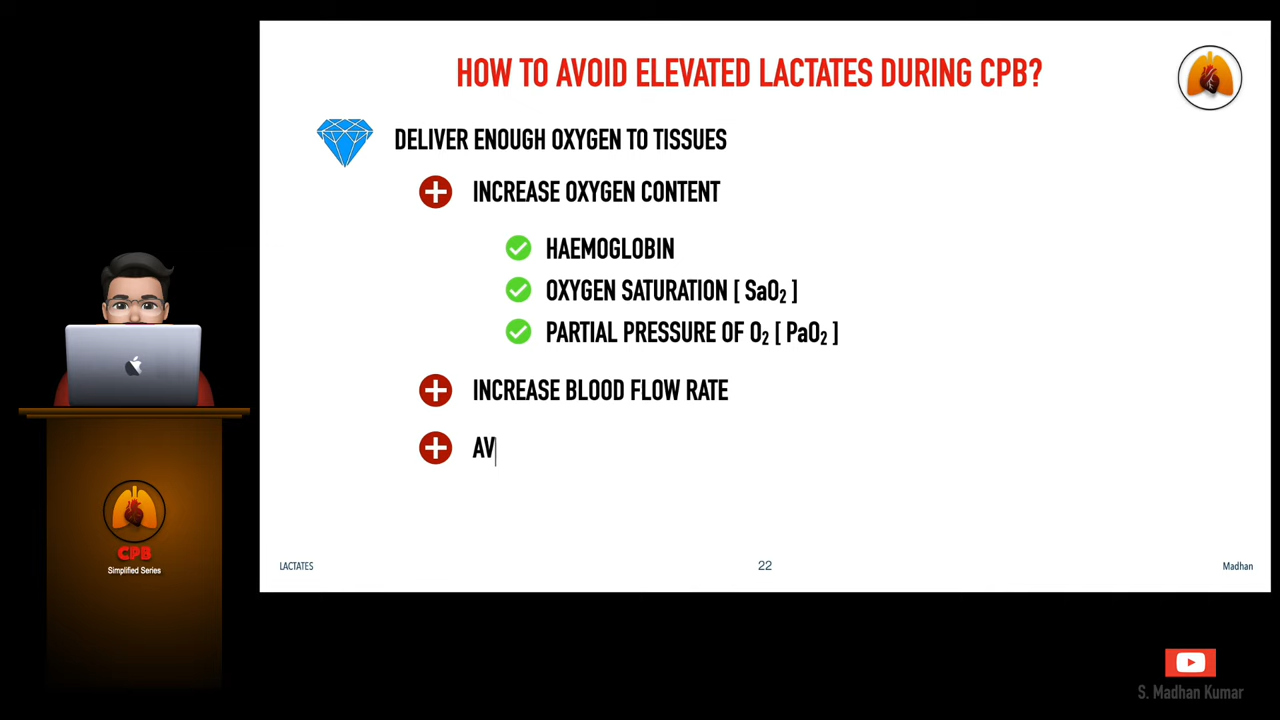 HOW TO AVOID ELEVATED LACTATES DURING CPB?
DELIVER ENOUGH OXYGEN TO TISSUES
INCREASE OXYGEN CONTENT
HAEMOGLOBIN
OXYGEN SATURATION [ SaO₂ ]
PARTIAL PRESSURE OF O₂ [ PaO₂ ]
INCREASE BLOOD FLOW RATE
AV
CPB
Simplified Series
LACTATES
22
Madhan
S. Madhan Kumar